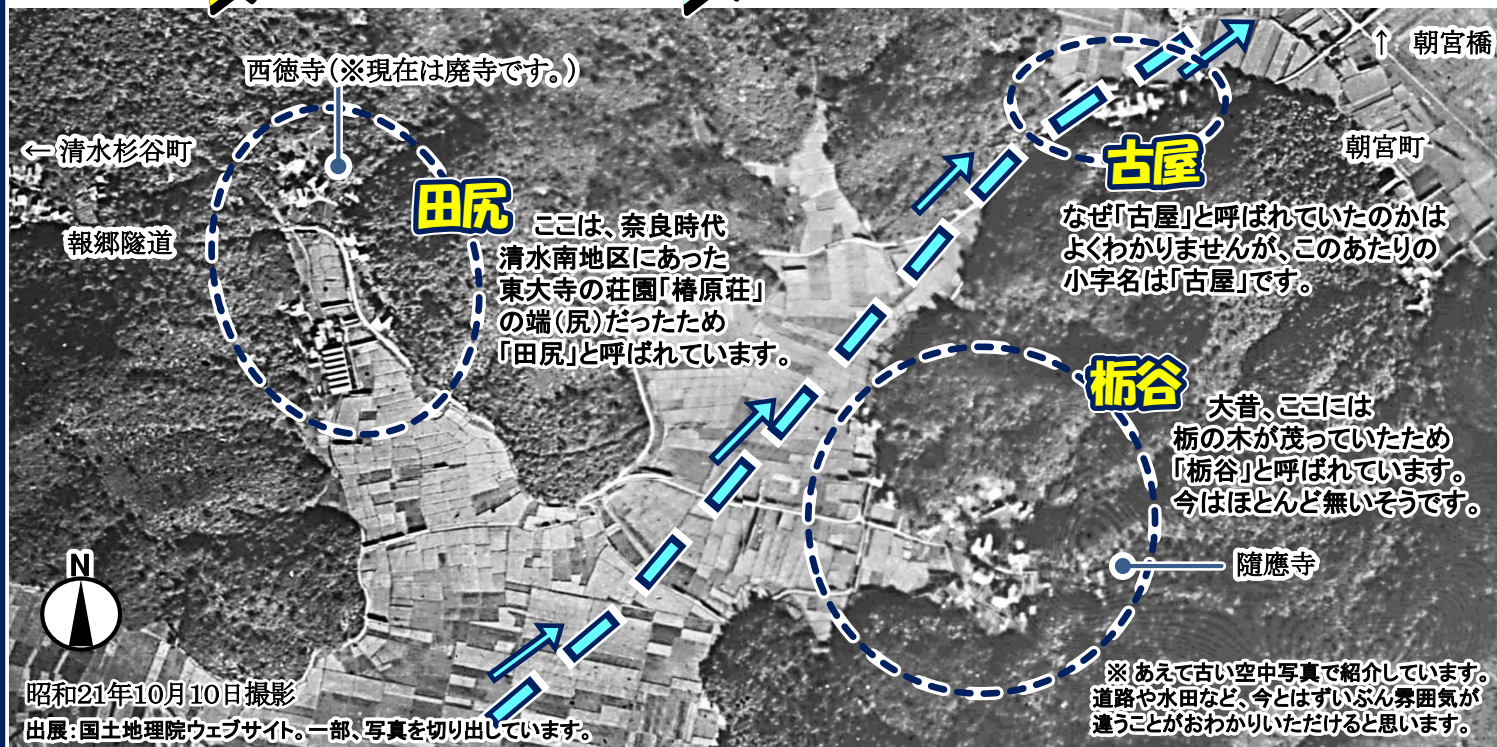 西徳寺(※現在は廃寺です。)
← 清水杉谷町
報郷隧道
田尻
ここは、奈良時代
清水南地区にあった
東大寺の荘園「椿原荘」
の端(尻)だったため
「田尻」と呼ばれています。
↑ 朝宮橋
朝宮町
古屋
なぜ「古屋」と呼ばれていたのかは
よくわかりませんが、このあたりの
小字名は「古屋」です。
栃谷
大昔、ここには
栃の木が茂っていたため
「栃谷」と呼ばれています。
今はほとんど無いそうです。
隨應寺
N
昭和21年10月10日撮影
出展:国土地理院ウェブサイト。一部、写真を切り出しています。
※ あえて古い空中写真で紹介しています。
道路や水田など、今とはずいぶん雰囲気が
違うことがおわかりいただけると思います。